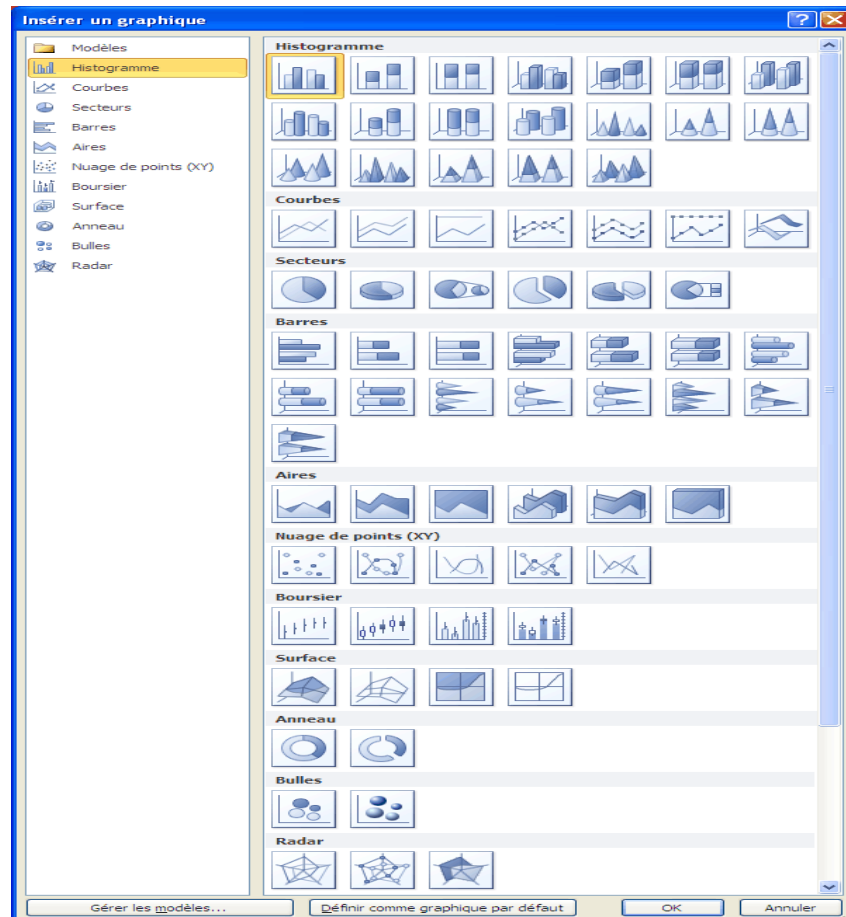 Insérer un graphique
Modèles
Histogramme
Courbes
Secteurs
Barres
Aires
Nuage de points (XY)
Boursier
Surface
Anneau
Bulles
Radar
Histogramme
Courbes
Secteurs
Barres
Aires
Nuage de points (XY)
Boursier
Surface
Anneau
Bulles
Radar
Gérer les modèles...
Définir comme graphique par défaut
OK
Annuler